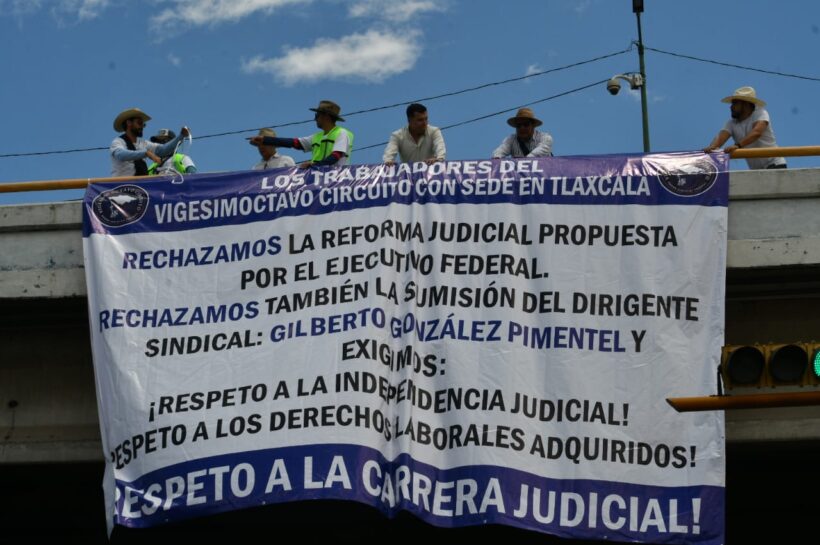 LOS TRABAJADORES DEL
VIGESIMOCTAVO CIRCUITO CON SEDE EN TLAXCALA
RECHAZAMOS LA REFORMA JUDICIAL PROPUESTA
POR EL EJECUTIVO FEDERAL.
RECHAZAMOS TAMBIÉN LA SUMISIÓN DEL DIRIGENTE
SINDICAL: GILBERTO GONZÁLEZ PIMENTEL Y
EXIGIMOS:
¡RESPETO A LA INDEPENDENCIA JUDICIAL!
RESPETO A LOS DERECHOS LABORALES ADQUIRIDOS!
RESPETO A LA CARRERA JUDICIAL!